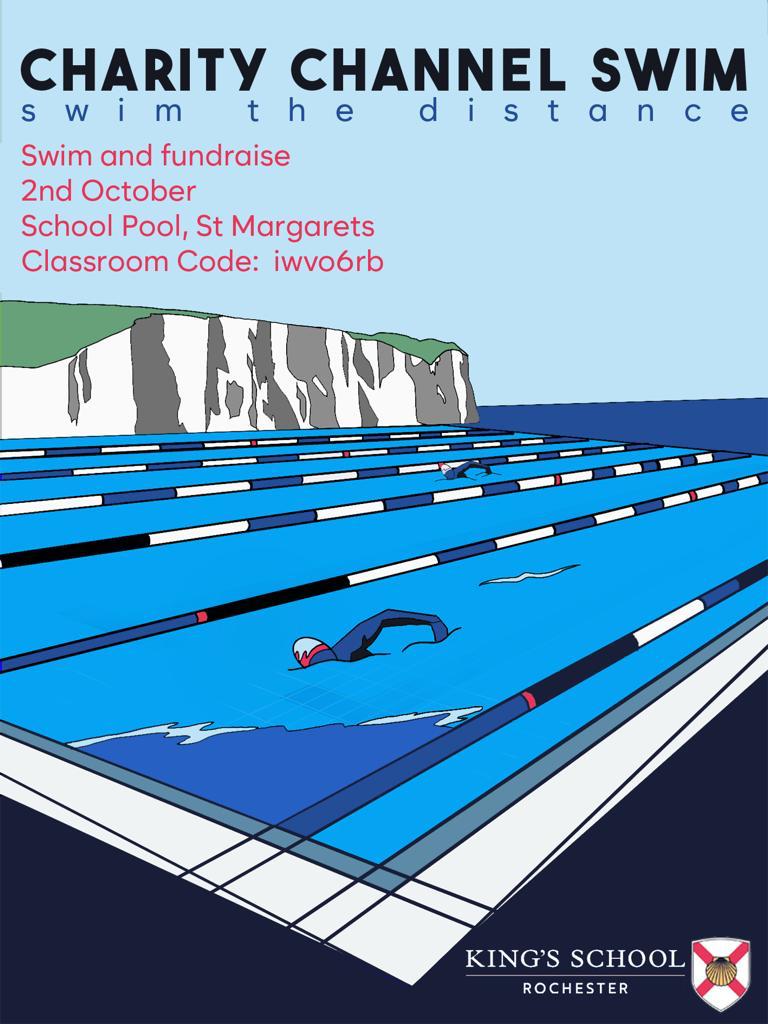 CHARITY CHANNEL SWIM
swim the distance
Swim and fundraise
2nd October
School Pool, St Margarets
Classroom Code: iwvo6rb
KING'S SCHOOL
ROCHESTER